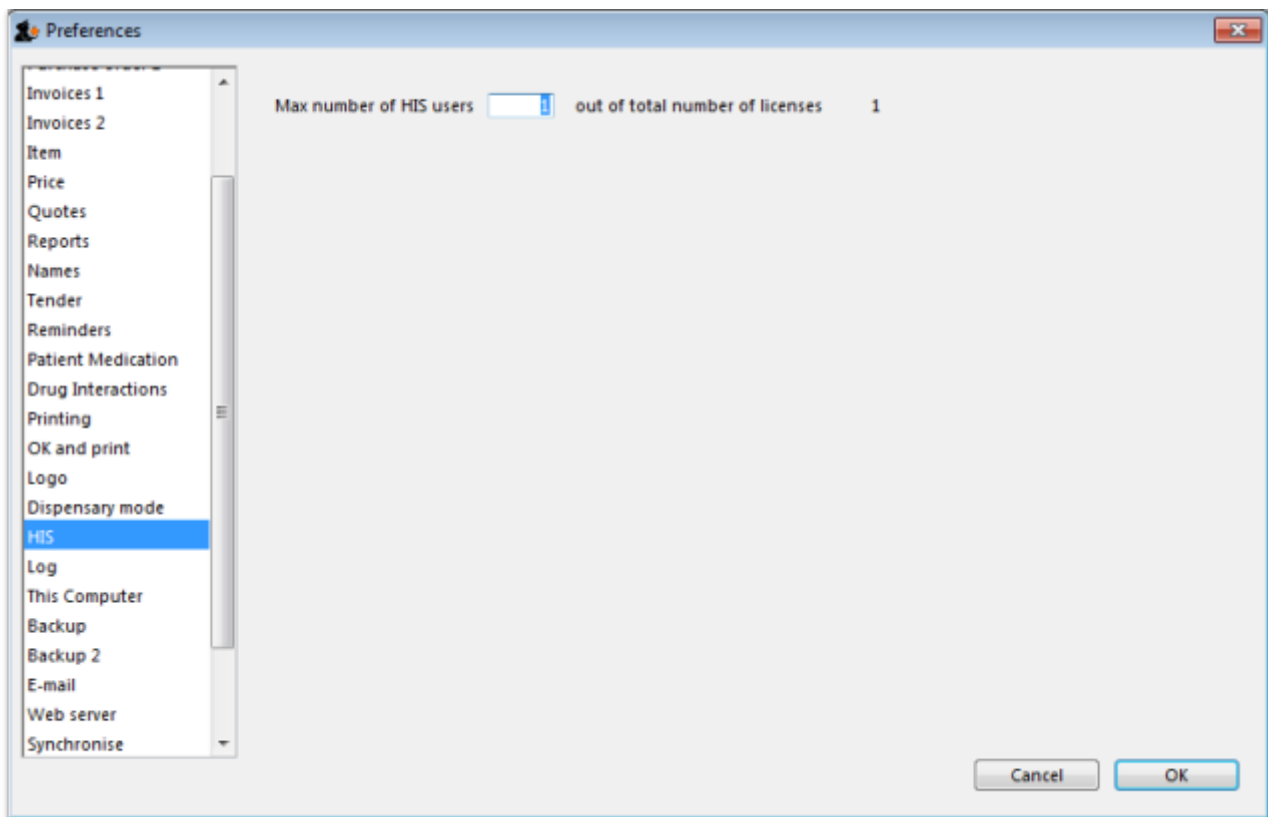 Preferences
Invoices 1
Invoices 2
Item
Price
Quotes
Reports
Names
Tender
Reminders
Patient Medication
Drug Interactions
Printing
OK and print
Logo
Dispensary mode
HIS
Log
This Computer
Backup
Backup 2
E-mail
Web server
Synchronise
Max number of HIS users 1 out of total number of licenses 1
Cancel OK